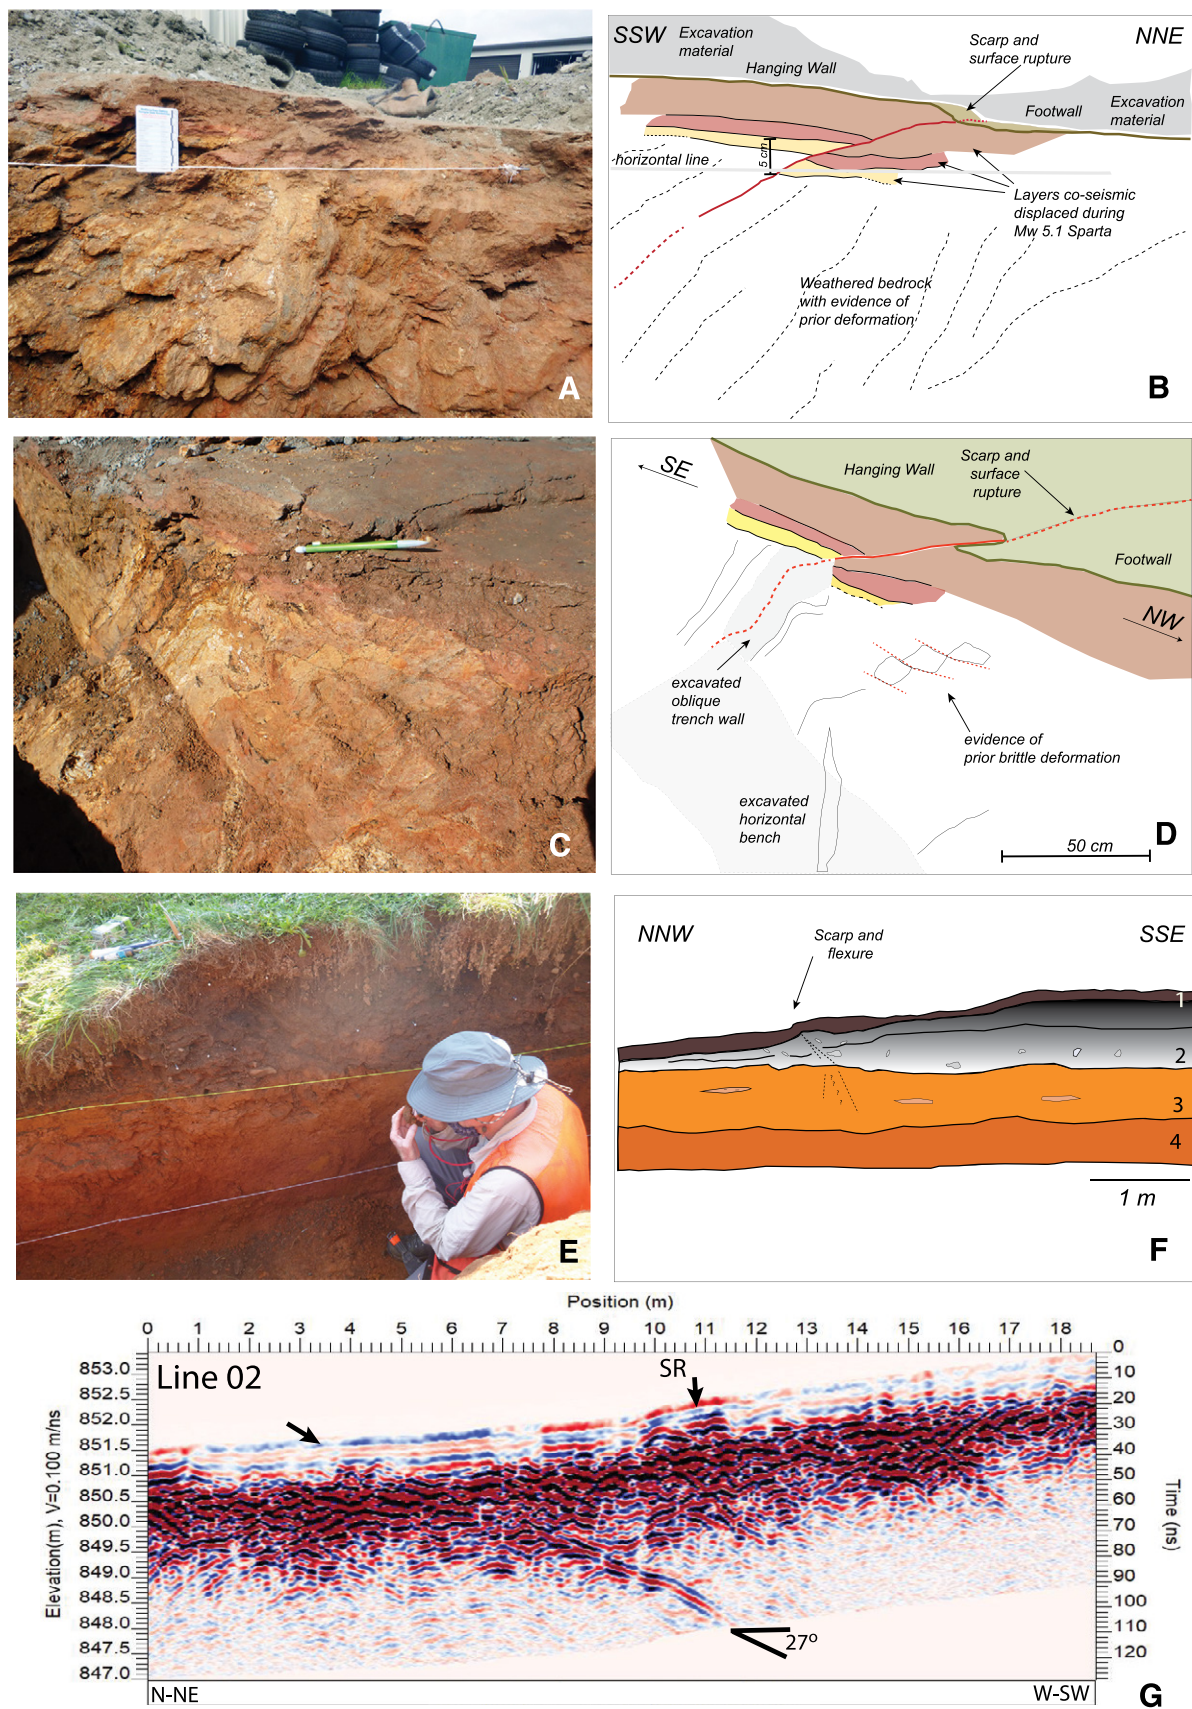 A
SSW
Excavation
material
Hanging Wall
Scarp and
surface rupture
NNE
Footwall
Excavation
material
horizontal line
5 cm
Layers co-seismic
displaced during
Mw 5.1 Sparta
Weathered bedrock
with evidence of
prior deformation
B
C
SE
Hanging Wall
Scarp and
surface
rupture
Footwall
NW
excavated
oblique
trench wall
evidence of
prior brittle deformation
excavated
horizontal
bench
50 cm
D
E
NNW
Scarp and
flexure
SSE
1
2
3
4
1 m
F
Position (m)
0 1 2 3 4 5 6 7 8 9 10 11 12 13 14 15 16 17 18
Line 02
SR
853.0
852.5
852.0
851.5
851.0
850.5
850.0
849.5
849.0
848.5
848.0
847.5
847.0
Elevation(m), V=0.100 m/ns
0
10
20
30
40
50
60
70
80
90
100
110
120
Time (ns)
27º
N-NE
W-SW
G